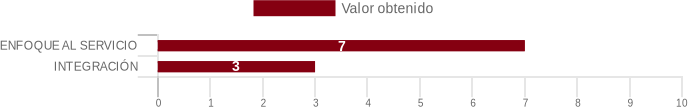 Valor obtenido
ENFOQUE AL SERVICIO 7
INTEGRACIÓN 3
0 1 2 3 4 5 6 7 8 9 10